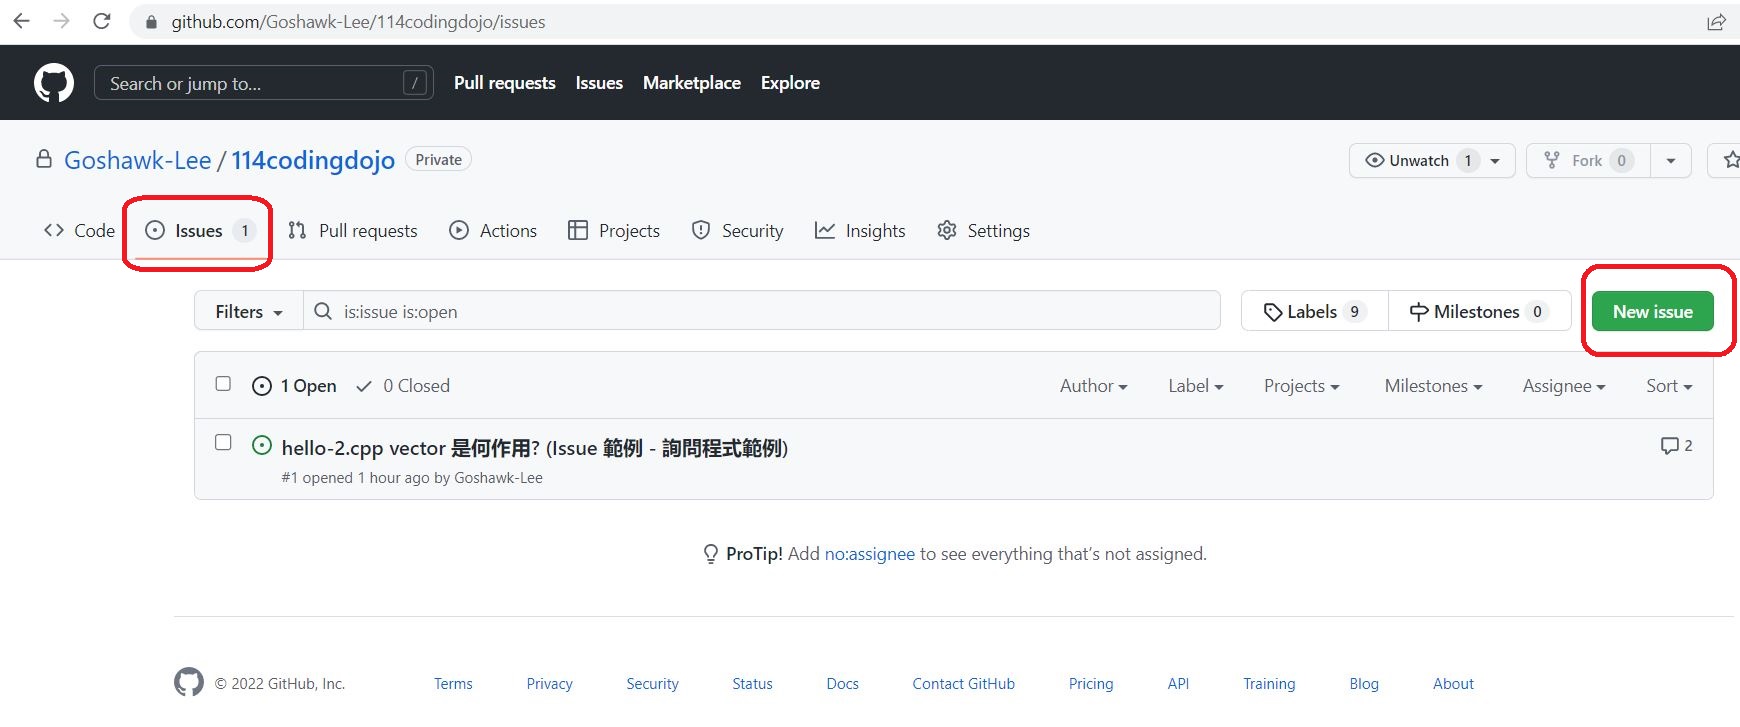 github.com/Goshawk-Lee/114codingdojo/issues
Search or jump to... / Pull requests Issues Marketplace Explore
Goshawk-Lee / 114codingdojo Private Unwatch 1 Fork 0
Code Issues 1 Pull requests Actions Projects Security Insights Settings
Filters is:issue is:open Labels 9 Milestones 0 New issue
1 Open 0 Closed Author Label Projects Milestones Assignee Sort
hello-2.cpp vector 是何作用? (Issue 範例 - 詢問程式範例) 2
#1 opened 1 hour ago by Goshawk-Lee
ProTip! Add no:assignee to see everything that's not assigned.
© 2022 GitHub, Inc. Terms Privacy Security Status Docs Contact GitHub Pricing API Training Blog About